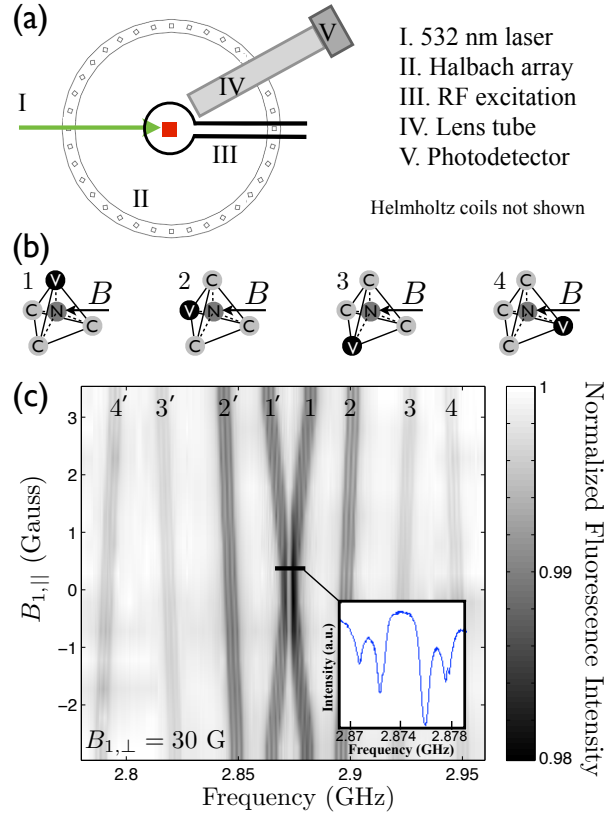 (a)
I
II
III
IV
V
I. 532 nm laser
II. Halbach array
III. RF excitation
IV. Lens tube
V. Photodetector
Helmholtz coils not shown
(b)
1 V C N C C B
2 C V N C C B
3 C C N C V B
4 C C N V C B
(c)
4′ 3′ 2′ 1′ 1 2 3 4
3
2
1
0
-1
-2
B1,|| (Gauss)
B1,⊥ = 30 G
2.8 2.85 2.9 2.95
Frequency (GHz)
Intensity (a.u.)
2.87 2.874 2.878
Frequency (GHz)
1
0.99
0.98
Normalized Fluorescence Intensity